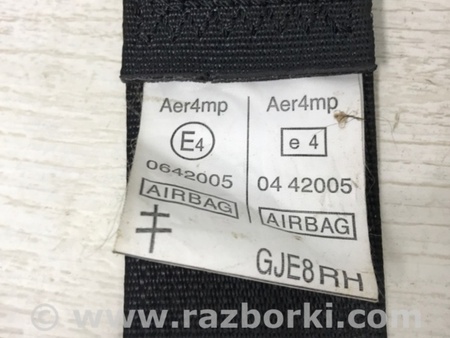 Aer4mp Aer4mp
E4 e 4
0642005 04 42005
AIRBAG AIRBAG
GJE8RH
© www.razborki.com